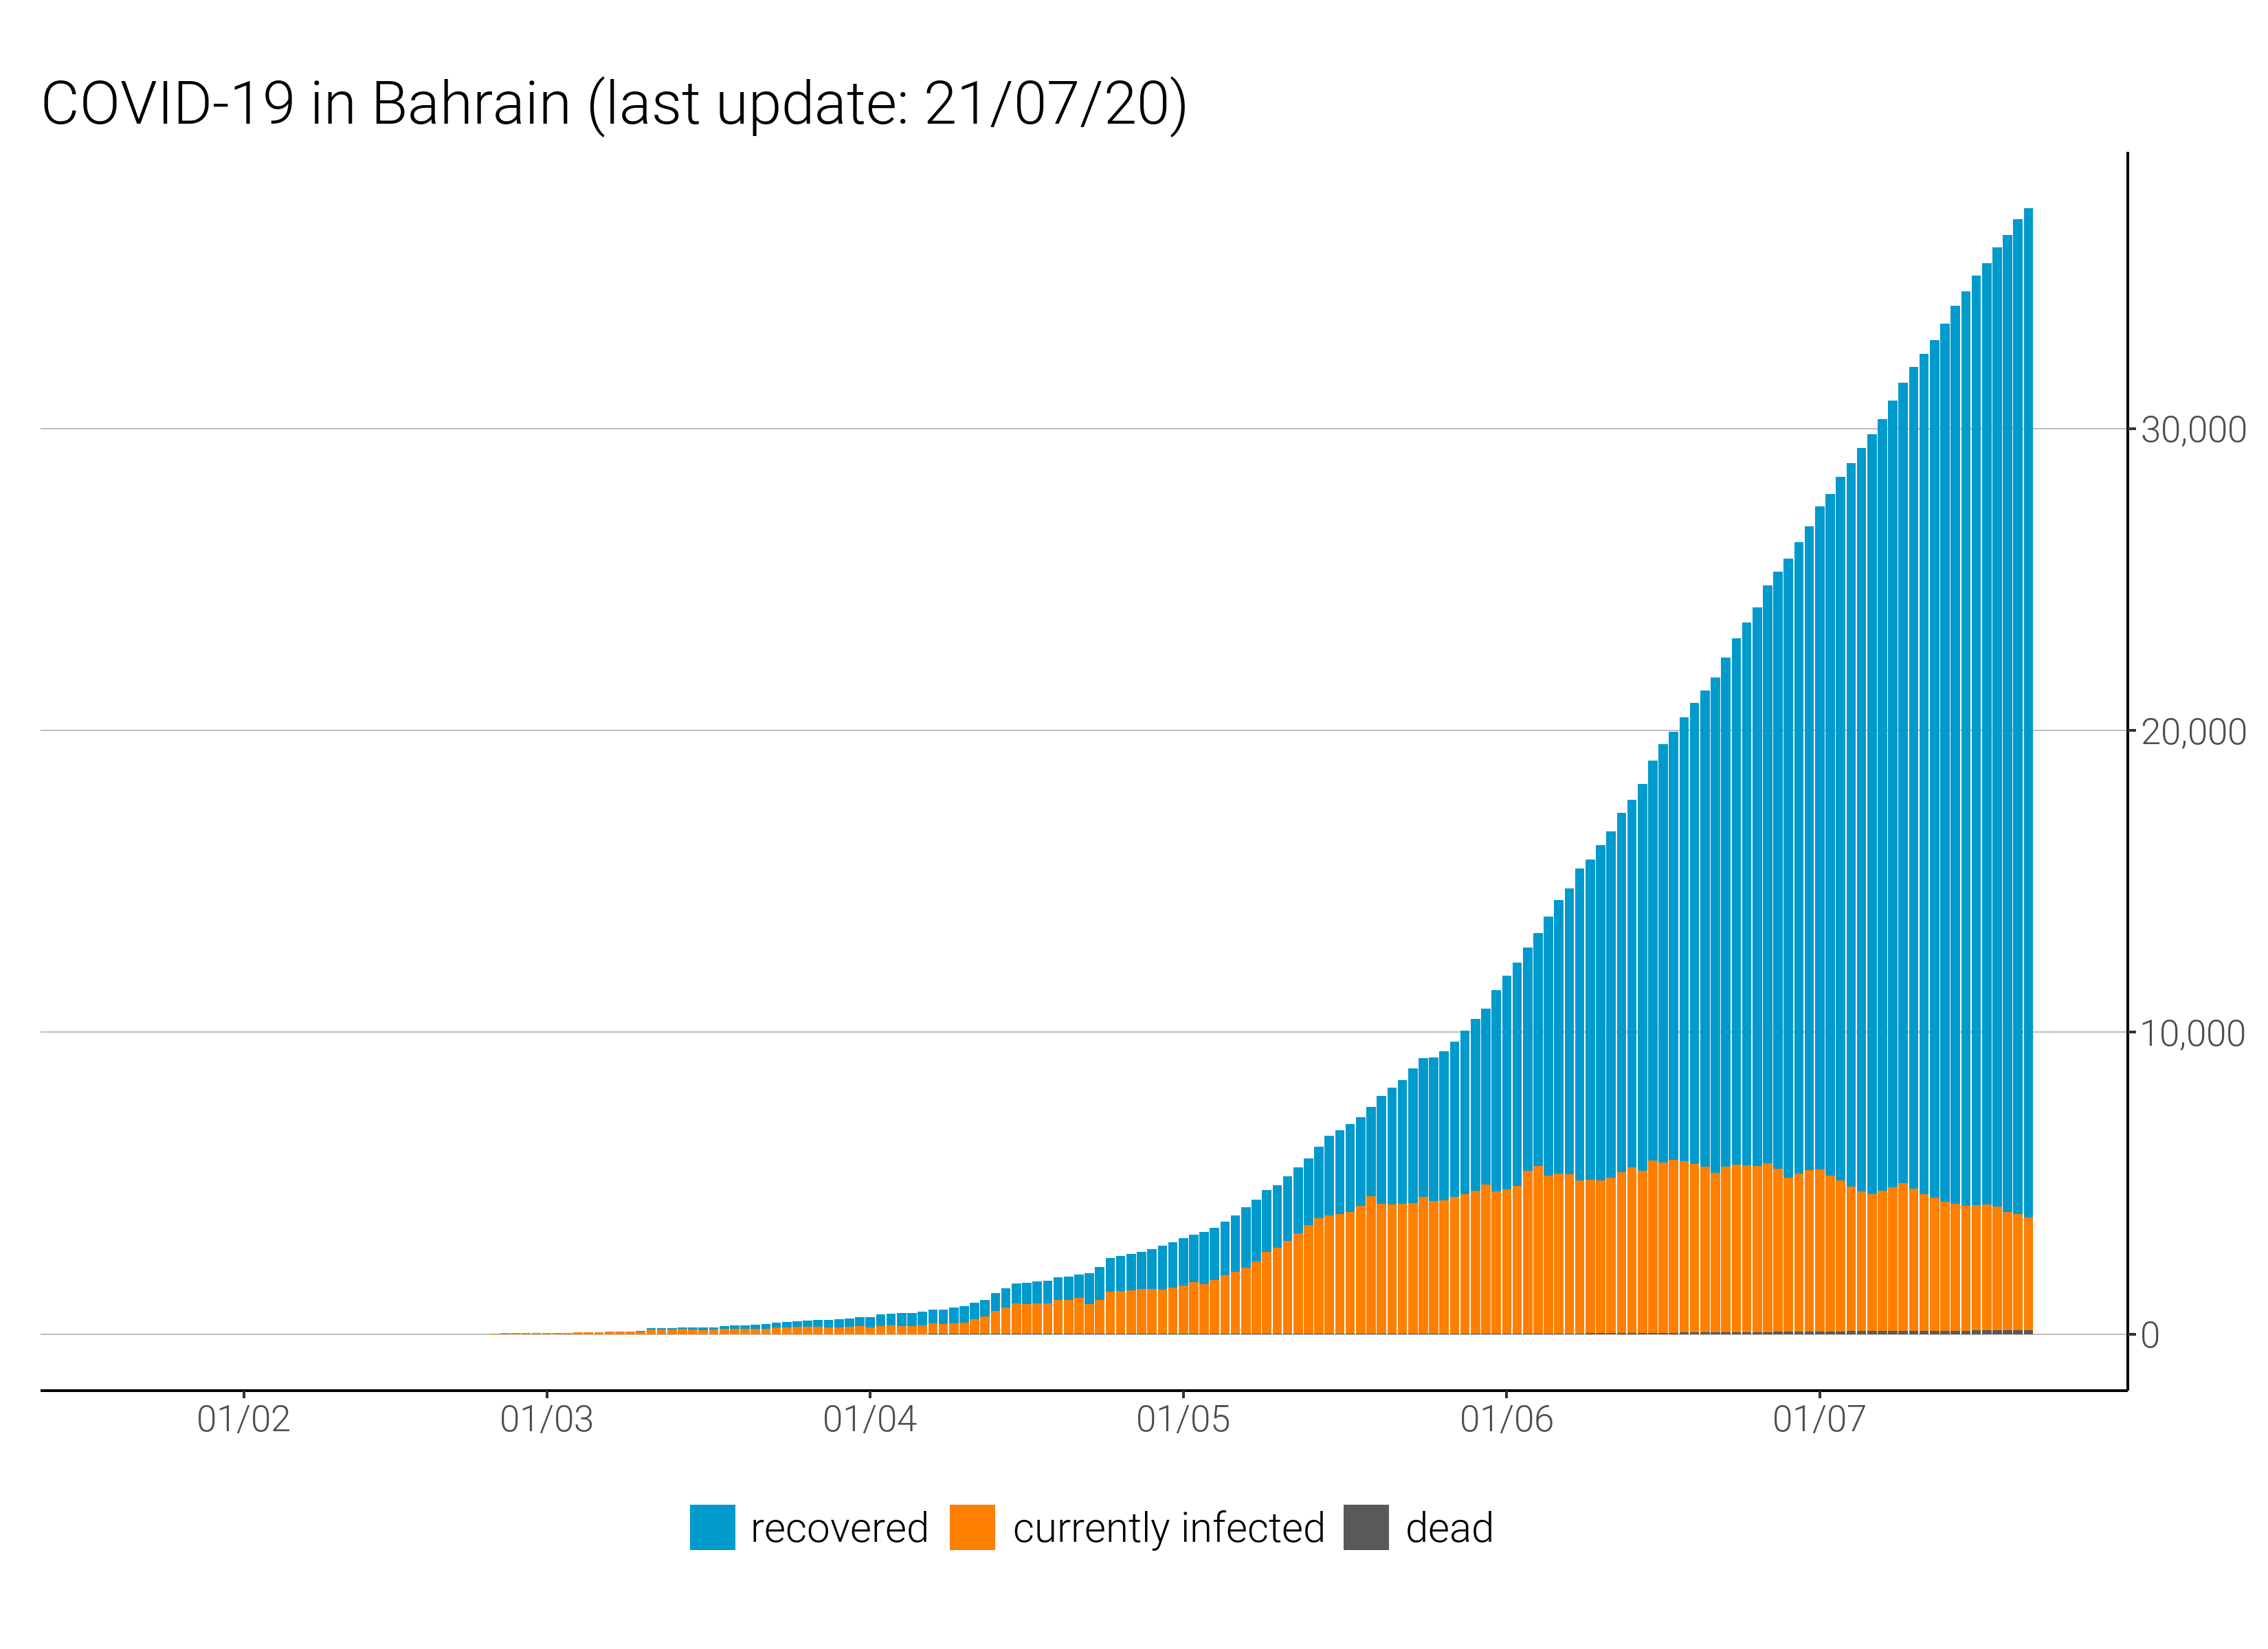 COVID-19 in Bahrain (last update: 21/07/20)
30,000
20,000
10,000
0
01/02 01/03 01/04 01/05 01/06 01/07
recovered currently infected dead